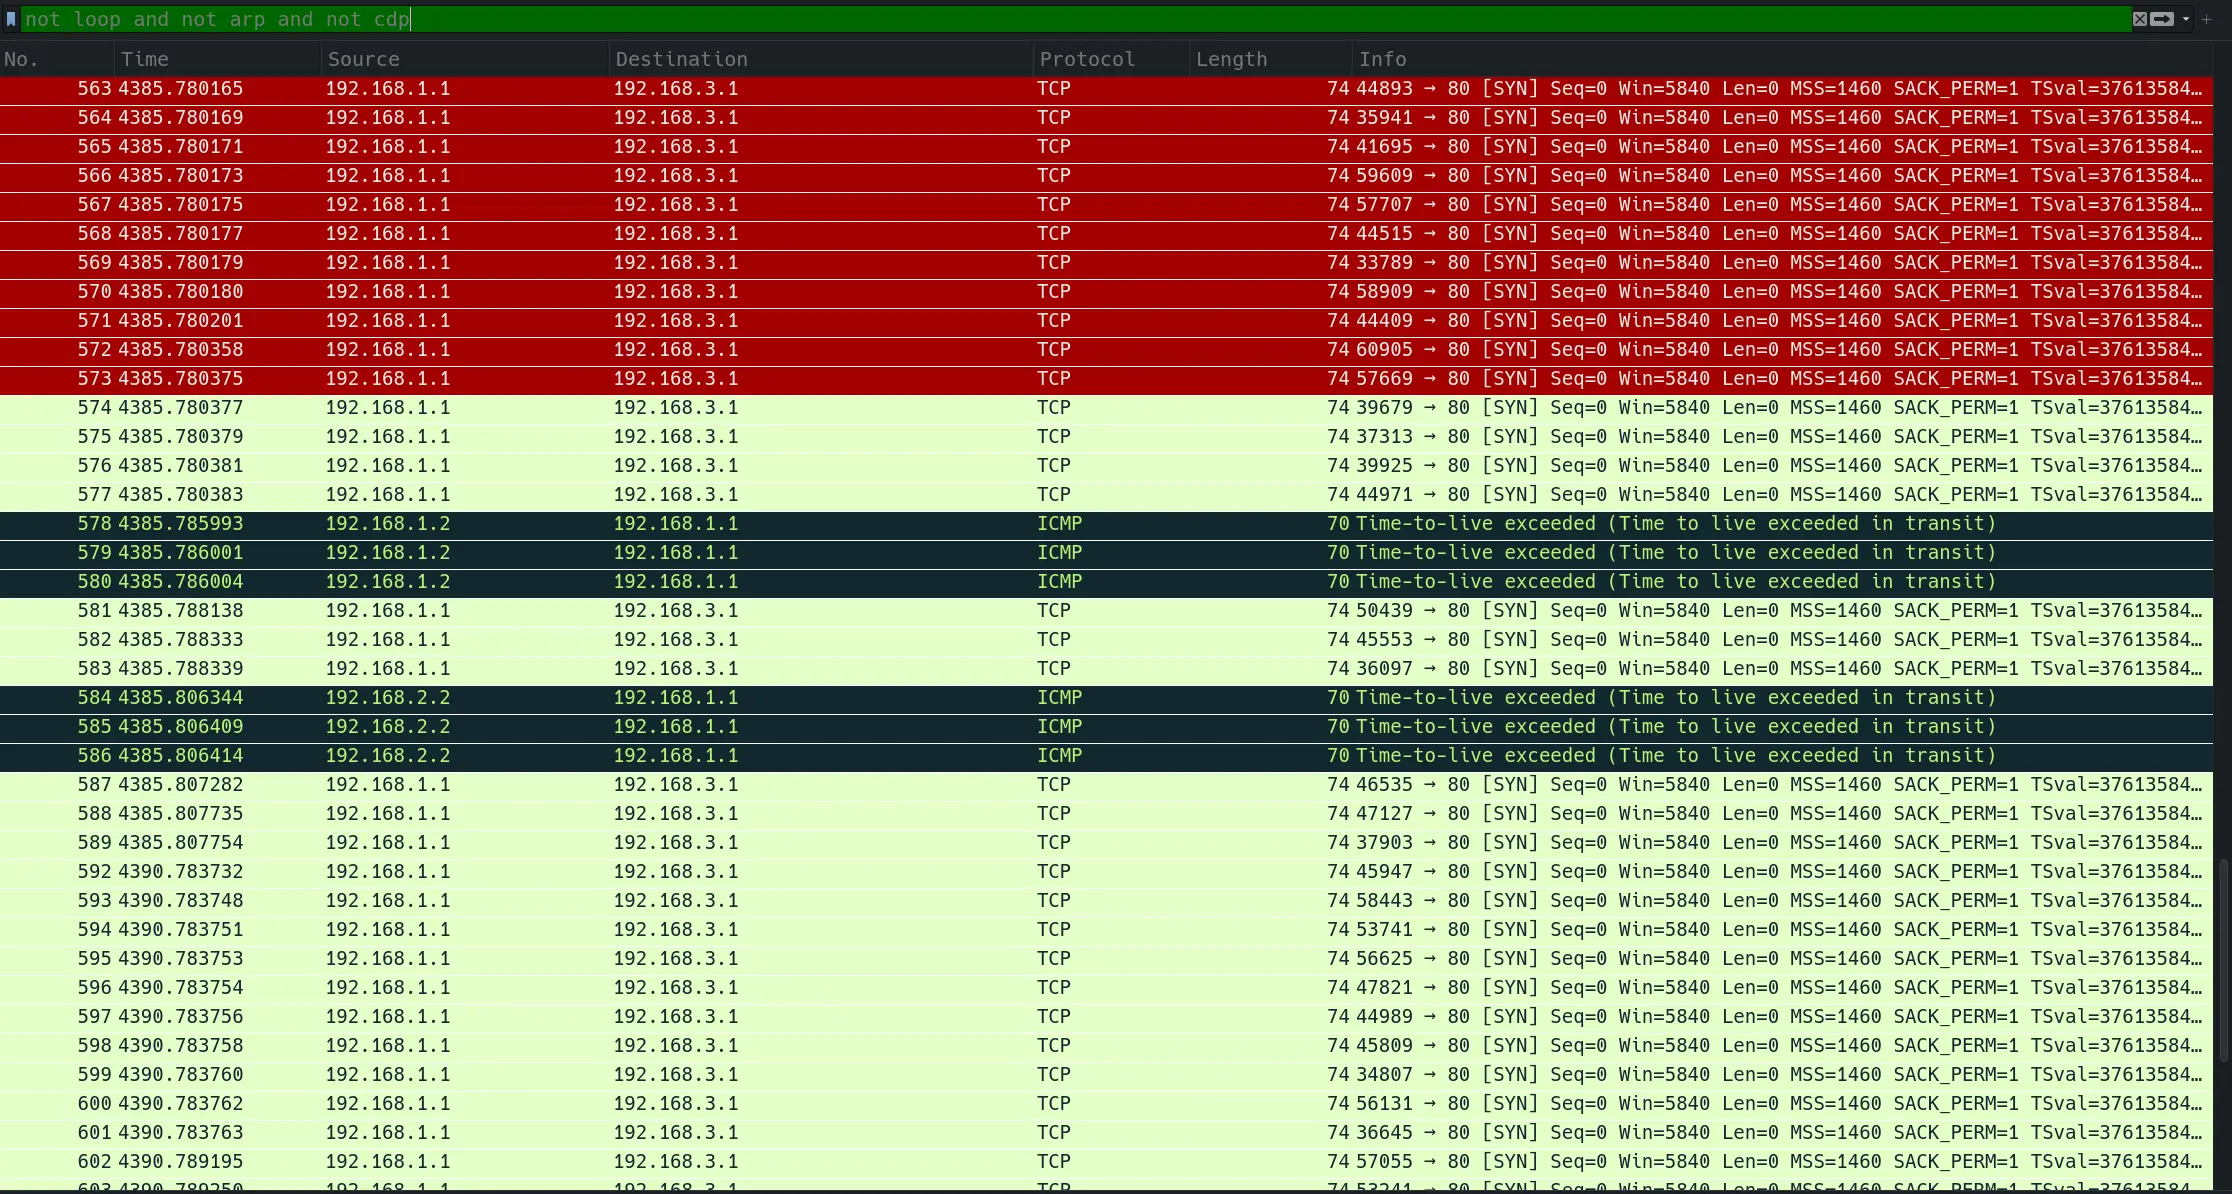 not loop and not arp and not cdp
No. Time Source Destination Protocol Length Info
563 4385.780165 192.168.1.1 192.168.3.1 TCP 74 44893 → 80 [SYN] Seq=0 Win=5840 Len=0 MSS=1460 SACK_PERM=1 TSval=37613584…
564 4385.780169 192.168.1.1 192.168.3.1 TCP 74 35941 → 80 [SYN] Seq=0 Win=5840 Len=0 MSS=1460 SACK_PERM=1 TSval=37613584…
565 4385.780171 192.168.1.1 192.168.3.1 TCP 74 41695 → 80 [SYN] Seq=0 Win=5840 Len=0 MSS=1460 SACK_PERM=1 TSval=37613584…
566 4385.780173 192.168.1.1 192.168.3.1 TCP 74 59609 → 80 [SYN] Seq=0 Win=5840 Len=0 MSS=1460 SACK_PERM=1 TSval=37613584…
567 4385.780175 192.168.1.1 192.168.3.1 TCP 74 57707 → 80 [SYN] Seq=0 Win=5840 Len=0 MSS=1460 SACK_PERM=1 TSval=37613584…
568 4385.780177 192.168.1.1 192.168.3.1 TCP 74 44515 → 80 [SYN] Seq=0 Win=5840 Len=0 MSS=1460 SACK_PERM=1 TSval=37613584…
569 4385.780179 192.168.1.1 192.168.3.1 TCP 74 33789 → 80 [SYN] Seq=0 Win=5840 Len=0 MSS=1460 SACK_PERM=1 TSval=37613584…
570 4385.780180 192.168.1.1 192.168.3.1 TCP 74 58909 → 80 [SYN] Seq=0 Win=5840 Len=0 MSS=1460 SACK_PERM=1 TSval=37613584…
571 4385.780201 192.168.1.1 192.168.3.1 TCP 74 44409 → 80 [SYN] Seq=0 Win=5840 Len=0 MSS=1460 SACK_PERM=1 TSval=37613584…
572 4385.780358 192.168.1.1 192.168.3.1 TCP 74 60905 → 80 [SYN] Seq=0 Win=5840 Len=0 MSS=1460 SACK_PERM=1 TSval=37613584…
573 4385.780375 192.168.1.1 192.168.3.1 TCP 74 57669 → 80 [SYN] Seq=0 Win=5840 Len=0 MSS=1460 SACK_PERM=1 TSval=37613584…
574 4385.780377 192.168.1.1 192.168.3.1 TCP 74 39679 → 80 [SYN] Seq=0 Win=5840 Len=0 MSS=1460 SACK_PERM=1 TSval=37613584…
575 4385.780379 192.168.1.1 192.168.3.1 TCP 74 37313 → 80 [SYN] Seq=0 Win=5840 Len=0 MSS=1460 SACK_PERM=1 TSval=37613584…
576 4385.780381 192.168.1.1 192.168.3.1 TCP 74 39925 → 80 [SYN] Seq=0 Win=5840 Len=0 MSS=1460 SACK_PERM=1 TSval=37613584…
577 4385.780383 192.168.1.1 192.168.3.1 TCP 74 44971 → 80 [SYN] Seq=0 Win=5840 Len=0 MSS=1460 SACK_PERM=1 TSval=37613584…
578 4385.785993 192.168.1.2 192.168.1.1 ICMP 70 Time-to-live exceeded (Time to live exceeded in transit)
579 4385.786001 192.168.1.2 192.168.1.1 ICMP 70 Time-to-live exceeded (Time to live exceeded in transit)
580 4385.786004 192.168.1.2 192.168.1.1 ICMP 70 Time-to-live exceeded (Time to live exceeded in transit)
581 4385.788138 192.168.1.1 192.168.3.1 TCP 74 50439 → 80 [SYN] Seq=0 Win=5840 Len=0 MSS=1460 SACK_PERM=1 TSval=37613584…
582 4385.788333 192.168.1.1 192.168.3.1 TCP 74 45553 → 80 [SYN] Seq=0 Win=5840 Len=0 MSS=1460 SACK_PERM=1 TSval=37613584…
583 4385.788339 192.168.1.1 192.168.3.1 TCP 74 36097 → 80 [SYN] Seq=0 Win=5840 Len=0 MSS=1460 SACK_PERM=1 TSval=37613584…
584 4385.806344 192.168.2.2 192.168.1.1 ICMP 70 Time-to-live exceeded (Time to live exceeded in transit)
585 4385.806409 192.168.2.2 192.168.1.1 ICMP 70 Time-to-live exceeded (Time to live exceeded in transit)
586 4385.806414 192.168.2.2 192.168.1.1 ICMP 70 Time-to-live exceeded (Time to live exceeded in transit)
587 4385.807282 192.168.1.1 192.168.3.1 TCP 74 46535 → 80 [SYN] Seq=0 Win=5840 Len=0 MSS=1460 SACK_PERM=1 TSval=37613584…
588 4385.807735 192.168.1.1 192.168.3.1 TCP 74 47127 → 80 [SYN] Seq=0 Win=5840 Len=0 MSS=1460 SACK_PERM=1 TSval=37613584…
589 4385.807754 192.168.1.1 192.168.3.1 TCP 74 37903 → 80 [SYN] Seq=0 Win=5840 Len=0 MSS=1460 SACK_PERM=1 TSval=37613584…
592 4390.783732 192.168.1.1 192.168.3.1 TCP 74 45947 → 80 [SYN] Seq=0 Win=5840 Len=0 MSS=1460 SACK_PERM=1 TSval=37613584…
593 4390.783748 192.168.1.1 192.168.3.1 TCP 74 58443 → 80 [SYN] Seq=0 Win=5840 Len=0 MSS=1460 SACK_PERM=1 TSval=37613584…
594 4390.783751 192.168.1.1 192.168.3.1 TCP 74 53741 → 80 [SYN] Seq=0 Win=5840 Len=0 MSS=1460 SACK_PERM=1 TSval=37613584…
595 4390.783753 192.168.1.1 192.168.3.1 TCP 74 56625 → 80 [SYN] Seq=0 Win=5840 Len=0 MSS=1460 SACK_PERM=1 TSval=37613584…
596 4390.783754 192.168.1.1 192.168.3.1 TCP 74 47821 → 80 [SYN] Seq=0 Win=5840 Len=0 MSS=1460 SACK_PERM=1 TSval=37613584…
597 4390.783756 192.168.1.1 192.168.3.1 TCP 74 44989 → 80 [SYN] Seq=0 Win=5840 Len=0 MSS=1460 SACK_PERM=1 TSval=37613584…
598 4390.783758 192.168.1.1 192.168.3.1 TCP 74 45809 → 80 [SYN] Seq=0 Win=5840 Len=0 MSS=1460 SACK_PERM=1 TSval=37613584…
599 4390.783760 192.168.1.1 192.168.3.1 TCP 74 34807 → 80 [SYN] Seq=0 Win=5840 Len=0 MSS=1460 SACK_PERM=1 TSval=37613584…
600 4390.783762 192.168.1.1 192.168.3.1 TCP 74 56131 → 80 [SYN] Seq=0 Win=5840 Len=0 MSS=1460 SACK_PERM=1 TSval=37613584…
601 4390.783763 192.168.1.1 192.168.3.1 TCP 74 36645 → 80 [SYN] Seq=0 Win=5840 Len=0 MSS=1460 SACK_PERM=1 TSval=37613584…
602 4390.789195 192.168.1.1 192.168.3.1 TCP 74 57055 → 80 [SYN] Seq=0 Win=5840 Len=0 MSS=1460 SACK_PERM=1 TSval=37613584…